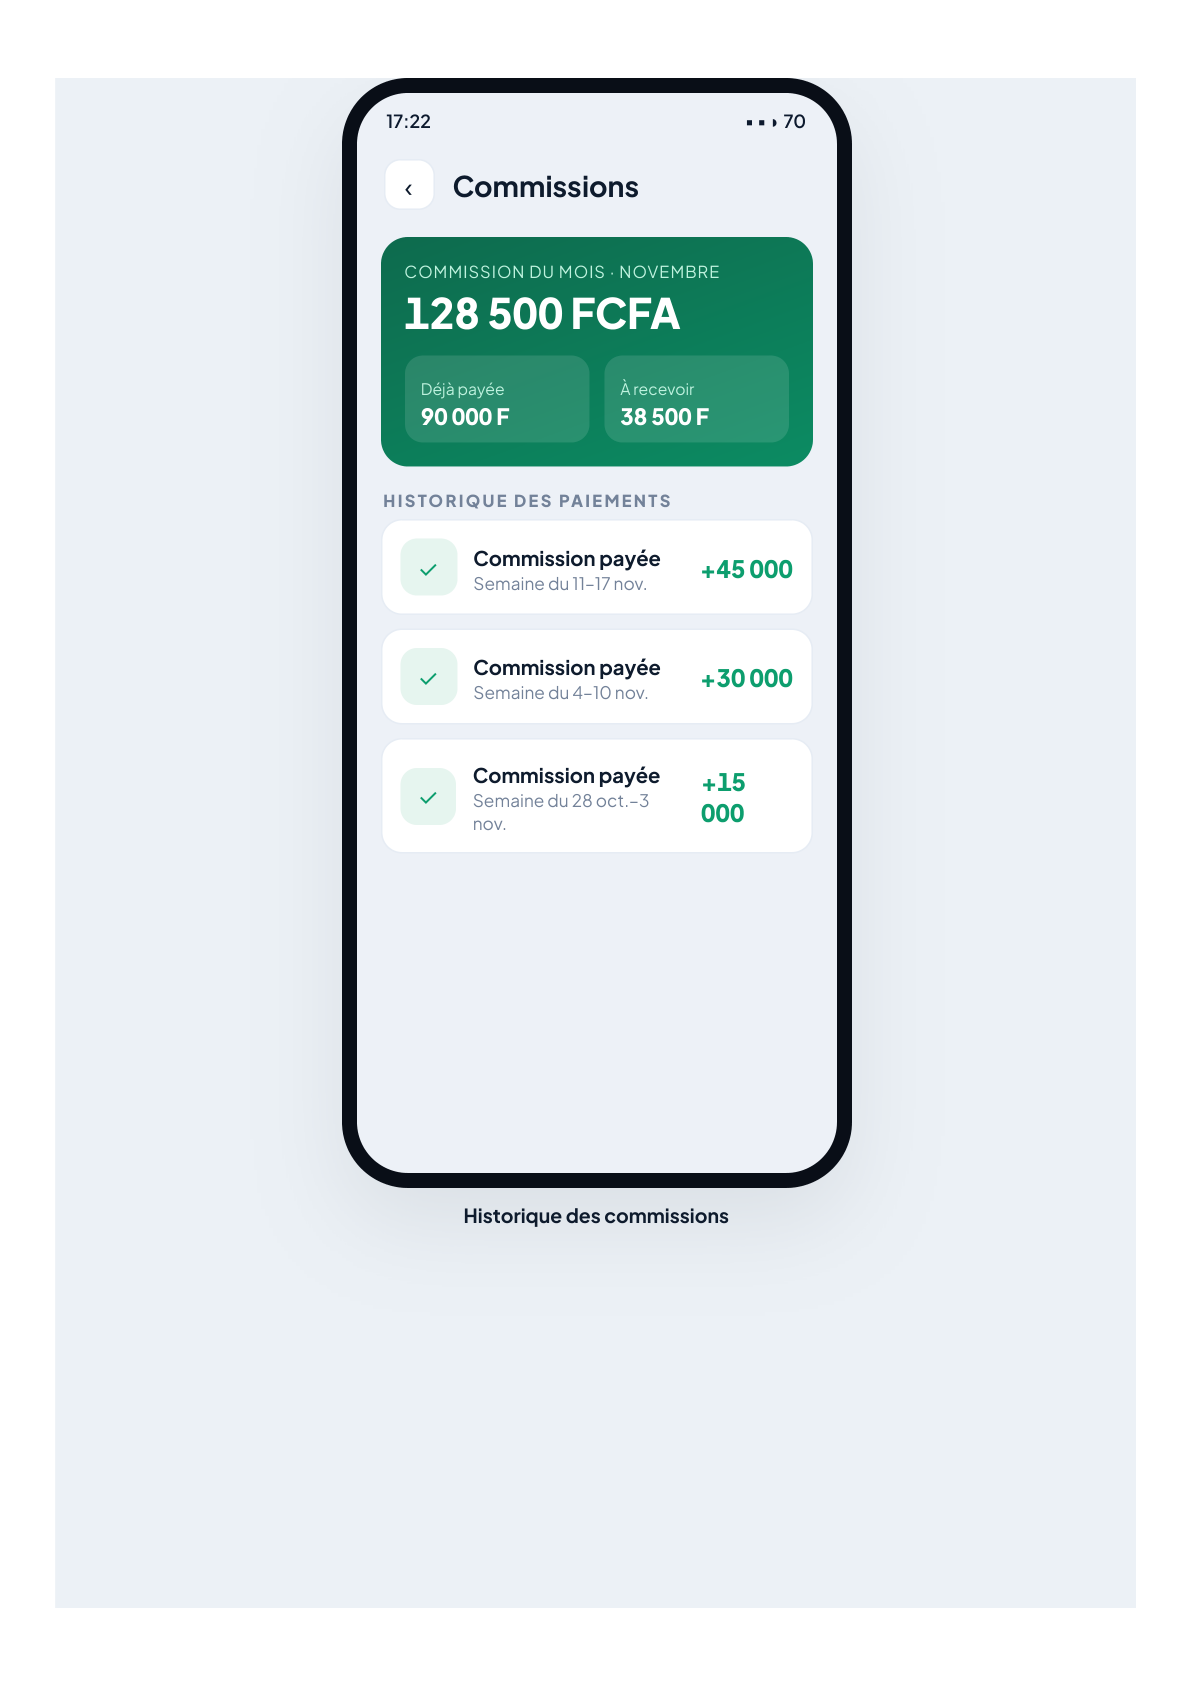 17:22 70
‹ Commissions
COMMISSION DU MOIS · NOVEMBRE
128 500 FCFA
Déjà payée
90 000 F
À recevoir
38 500 F
HISTORIQUE DES PAIEMENTS
Commission payée
Semaine du 11–17 nov.
+45 000
Commission payée
Semaine du 4–10 nov.
+30 000
Commission payée
Semaine du 28 oct.–3
nov.
+15
000
Historique des commissions